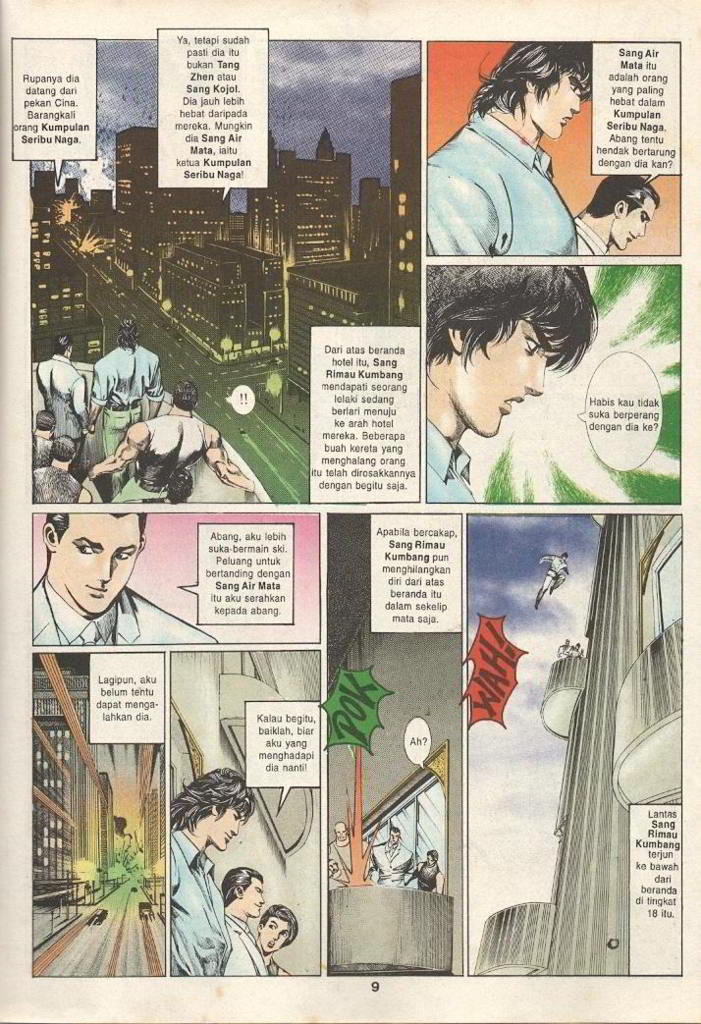 Rupanya dia
datang dari
pekan Cina.
Barangkali
orang Kumpulan
Seribu Naga.
Ya, tetapi sudah
pasti dia itu
bukan Tang
Zhen atau
Sang Kojol.
Dia jauh lebih
hebat daripada
mereka. Mungkin
dia Sang Air
Mata, iaitu
ketua Kumpulan
Seribu Naga!
!!
Dari atas beranda
hotel itu, Sang
Rimau Kumbang
mendapati seorang
lelaki sedang
berlari menuju
ke arah hotel
mereka. Beberapa
buah kereta yang
menghalang orang
itu telah dirosakkannya
dengan begitu saja.
Sang Air
Mata itu
adalah orang
yang paling
hebat dalam
Kumpulan
Seribu Naga.
Abang tentu
hendak bertarung
dengan dia kan?
Habis kau tidak
suka berperang
dengan dia ke?
Abang, aku lebih
suka-bermain ski.
Peluang untuk
bertanding dengan
Sang Air Mata
itu aku serahkan
kepada abang.
Lagipun, aku
belum tentu
dapat menga-
lahkan dia.
Kalau begitu,
baiklah, biar
aku yang
menghadapi
dia nanti!
Apabila bercakap,
Sang Rimau
Kumbang pun
menghilangkan
diri dari atas
beranda itu
dalam sekelip
mata saja.
POK
Ah?
WAH!
Lantas
Sang
Rimau
Kumbang
terjun
ke bawah
dari
beranda
di tingkat
18 itu.
9